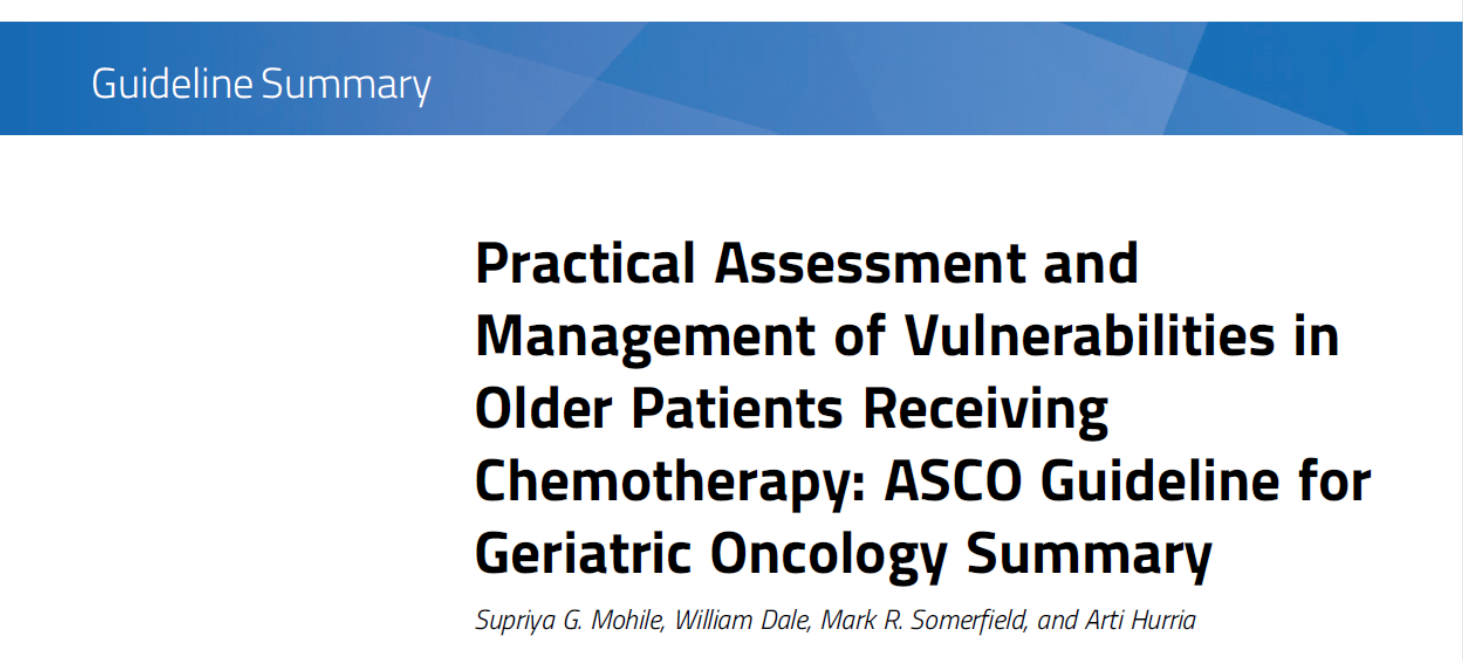 Guideline Summary
Practical Assessment and
Management of Vulnerabilities in
Older Patients Receiving
Chemotherapy: ASCO Guideline for
Geriatric Oncology Summary
Supriya G. Mohile, William Dale, Mark R. Somerfield, and Arti Hurria